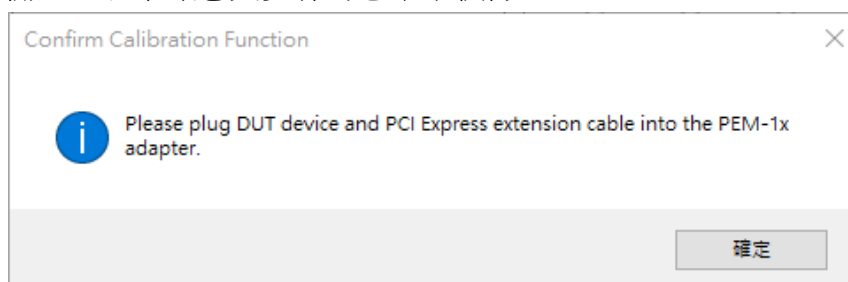 Confirm Calibration Function
Please plug DUT device and PCI Express extension cable into the PEM-1x
adapter.
確定